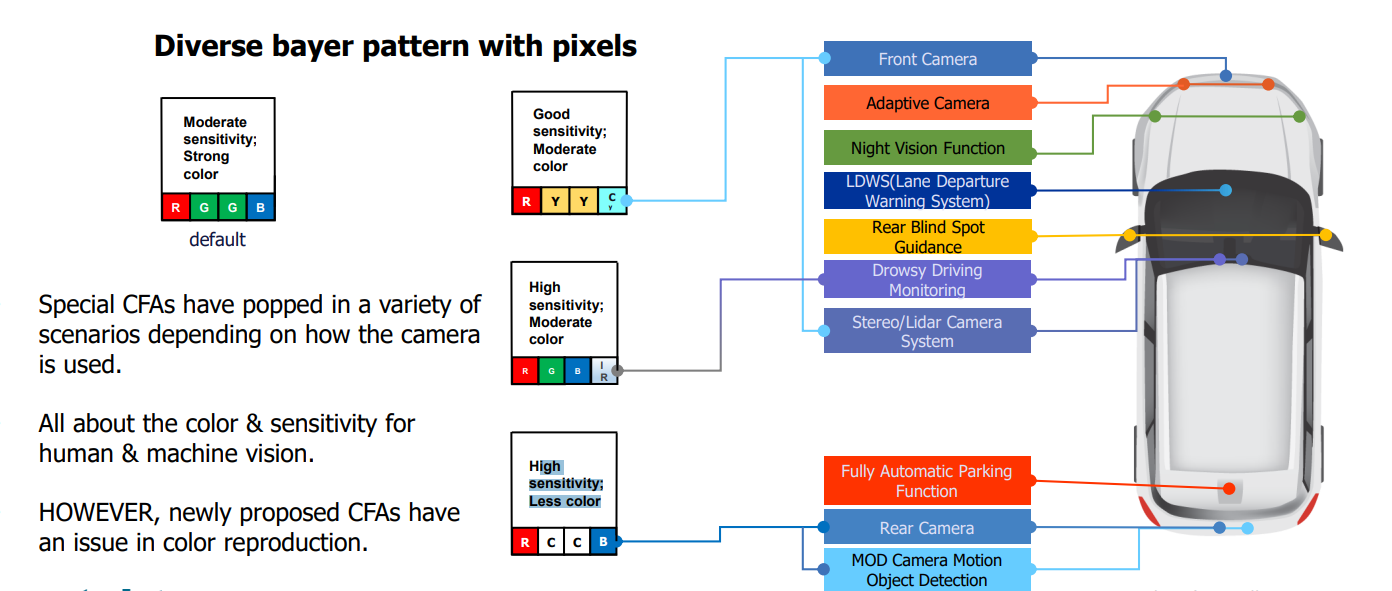 Diverse bayer pattern with pixels
Moderate
sensitivity;
Strong
color
R G G B
default
Good
sensitivity;
Moderate
color
R Y Y C
Y
High
sensitivity;
Moderate
color
R G B I
R
High
sensitivity;
Less color
R C C B
Special CFAs have popped in a variety of
scenarios depending on how the camera
is used.
All about the color & sensitivity for
human & machine vision.
HOWEVER, newly proposed CFAs have
an issue in color reproduction.
Front Camera
Adaptive Camera
Night Vision Function
LDWS(Lane Departure
Warning System)
Rear Blind Spot
Guidance
Drowsy Driving
Monitoring
Stereo/Lidar Camera
System
Fully Automatic Parking
Function
Rear Camera
MOD Camera Motion
Object Detection